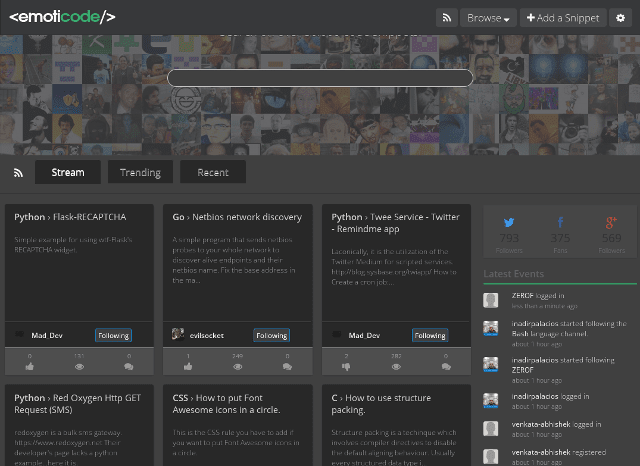 <emoticode/>
Browse
Add a Snippet
Stream
Trending
Recent
Python › Flask-RECAPTCHA
Simple example for using wtf-Flask's
RECAPTCHA widget.
Mad_Dev
Following
0
131
0
Go › Netbios network discovery
A simple program that sends netbios
probes to your whole network to
discover alive endpoints and their
netbios name. Fix the base address in
the ma...
evilsocket
Following
1
249
0
Python › Twee Service - Twitter
- Remindme app
Laconically, it is the utilization of the
Twitter Medium for scripted services.
http://blog.sysbase.org/twiapp/ How to
Create a cron job ...
Mad_Dev
Following
2
282
0
793
Followers
375
Fans
569
Followers
Latest Events
ZEROF logged in
less than a minute ago
inadirpalacios started following the
Bash language channel
about 1 hour ago
inadirpalacios started following
ZEROF
about 1 hour ago
inadirpalacios logged in
about 1 hour ago
venkata-abhishek logged in
about 1 hour ago
venkata-abhishek registered
about 1 hour ago
Python › Red Oxygen Http GET
Request (SMS)
redoxygen is a bulk sms gateway
https://www.redoxygen.net Their
developer's page lacks a python
example, here it is.
CSS › How to put Font
Awesome icons in a circle.
This is the CSS rule you have to add if
you want to put Font Awesome icons in
a circle.
C › How to use structure
packing.
Structure packing is a technique which
involves compiler directives to disable
the default aligning behaviour. Usually
every structured data type (...